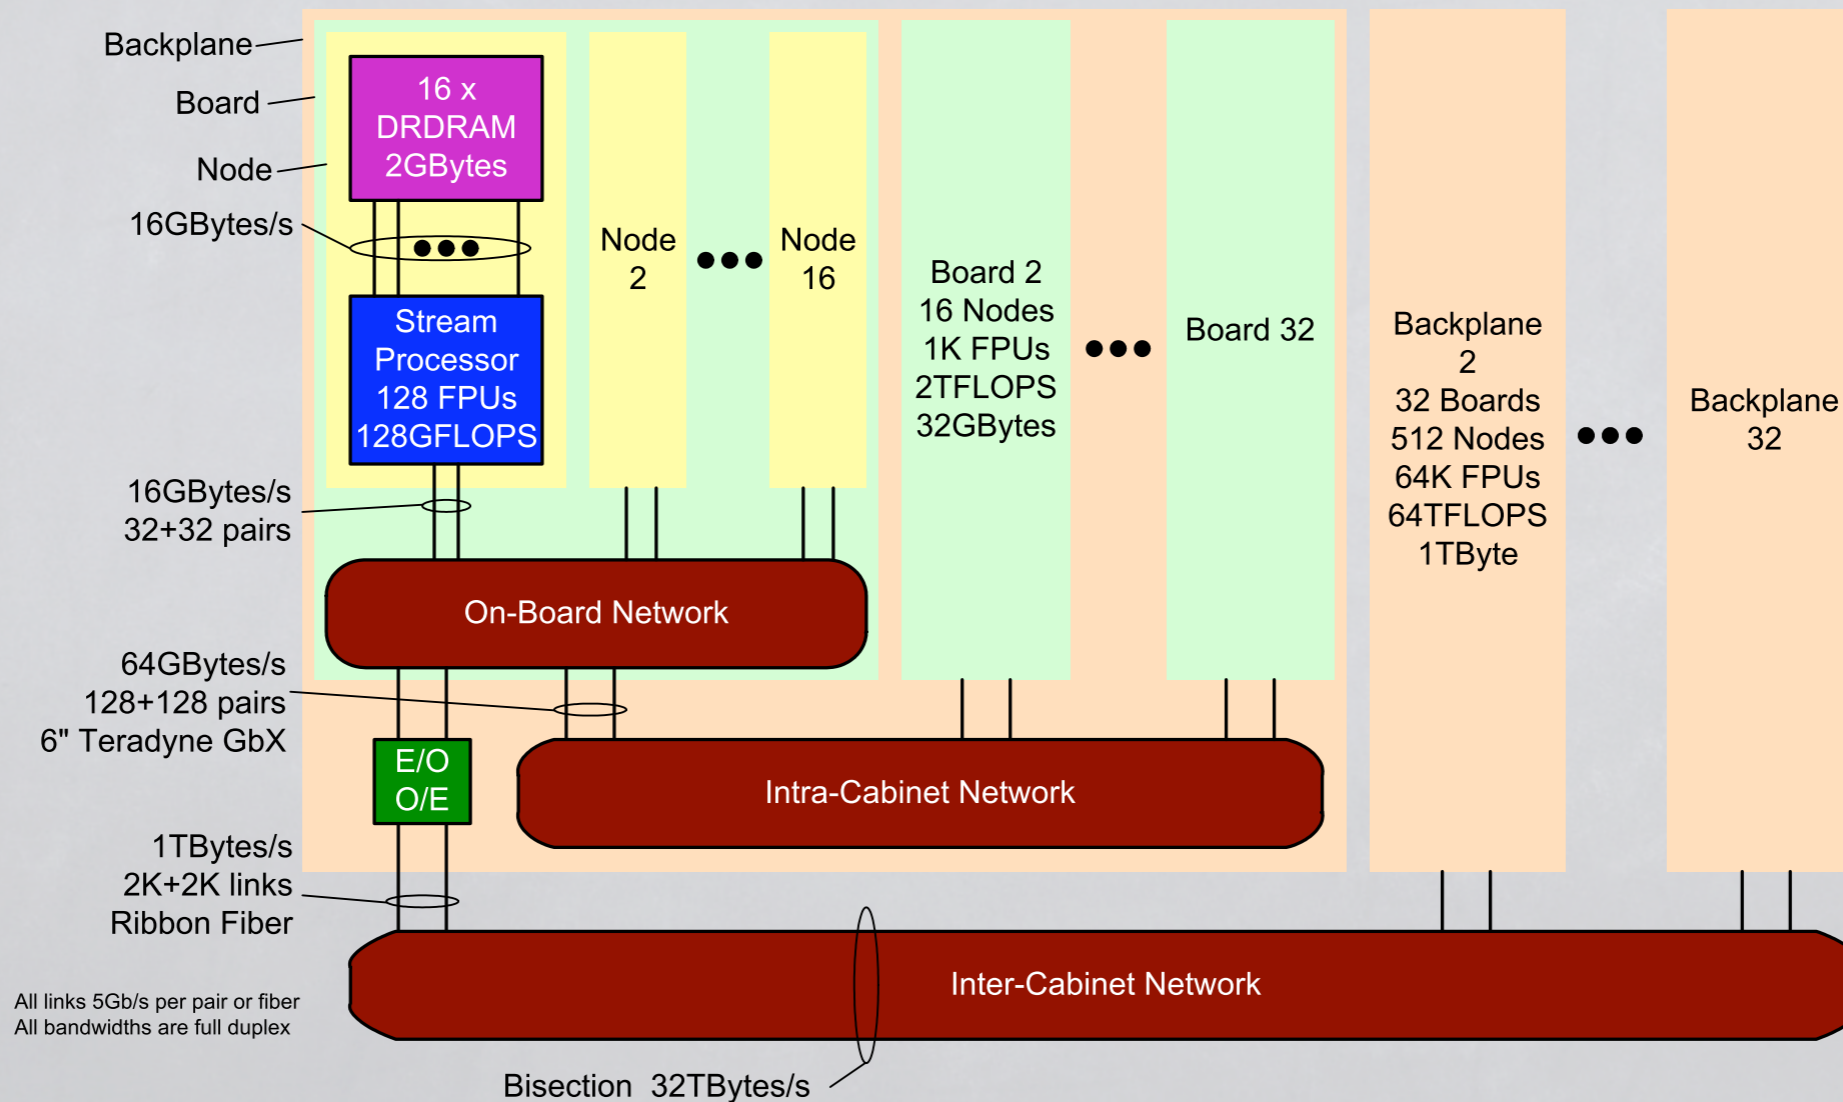 Backplane
Board
Node
16GBytes/s
16 x
DRDRAM
2GBytes
Stream
Processor
128 FPUs
128GFLOPS
Node
2
Node
16
Board 2
16 Nodes
1K FPUs
2TFLOPS
32GBytes
Board 32
Backplane
2
32 Boards
512 Nodes
64K FPUs
64TFLOPS
1TByte
Backplane
32
16GBytes/s
32+32 pairs
On-Board Network
64GBytes/s
128+128 pairs
6" Teradyne GbX
E/O
O/E
Intra-Cabinet Network
1TBytes/s
2K+2K links
Ribbon Fiber
Inter-Cabinet Network
All links 5Gb/s per pair or fiber
All bandwidths are full duplex
Bisection 32TBytes/s